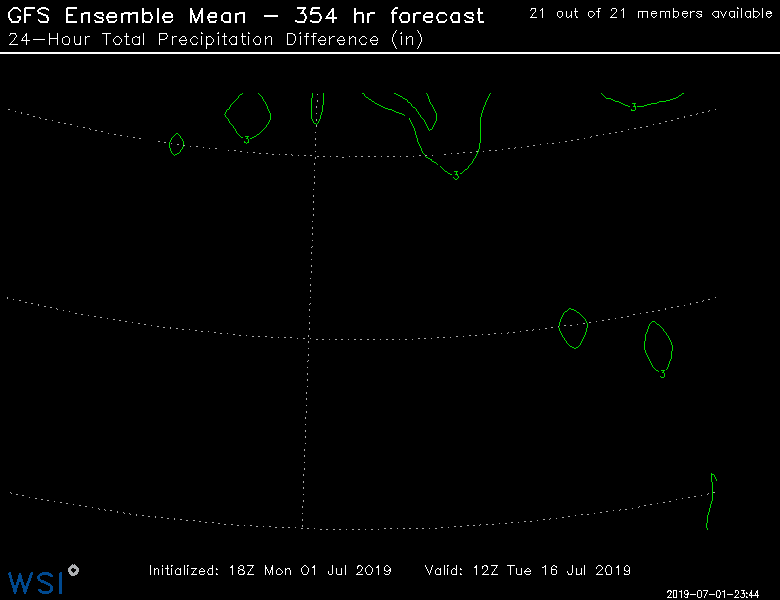 GFS Ensemble Mean – 354 hr forecast
21 out of 21 members available
24–Hour Total Precipitation Difference (in)
3
3
3
3
Initialized: 18Z Mon 01 Jul 2019
Valid: 12Z Tue 16 Jul 2019
WSI
2019–07–01–23:44